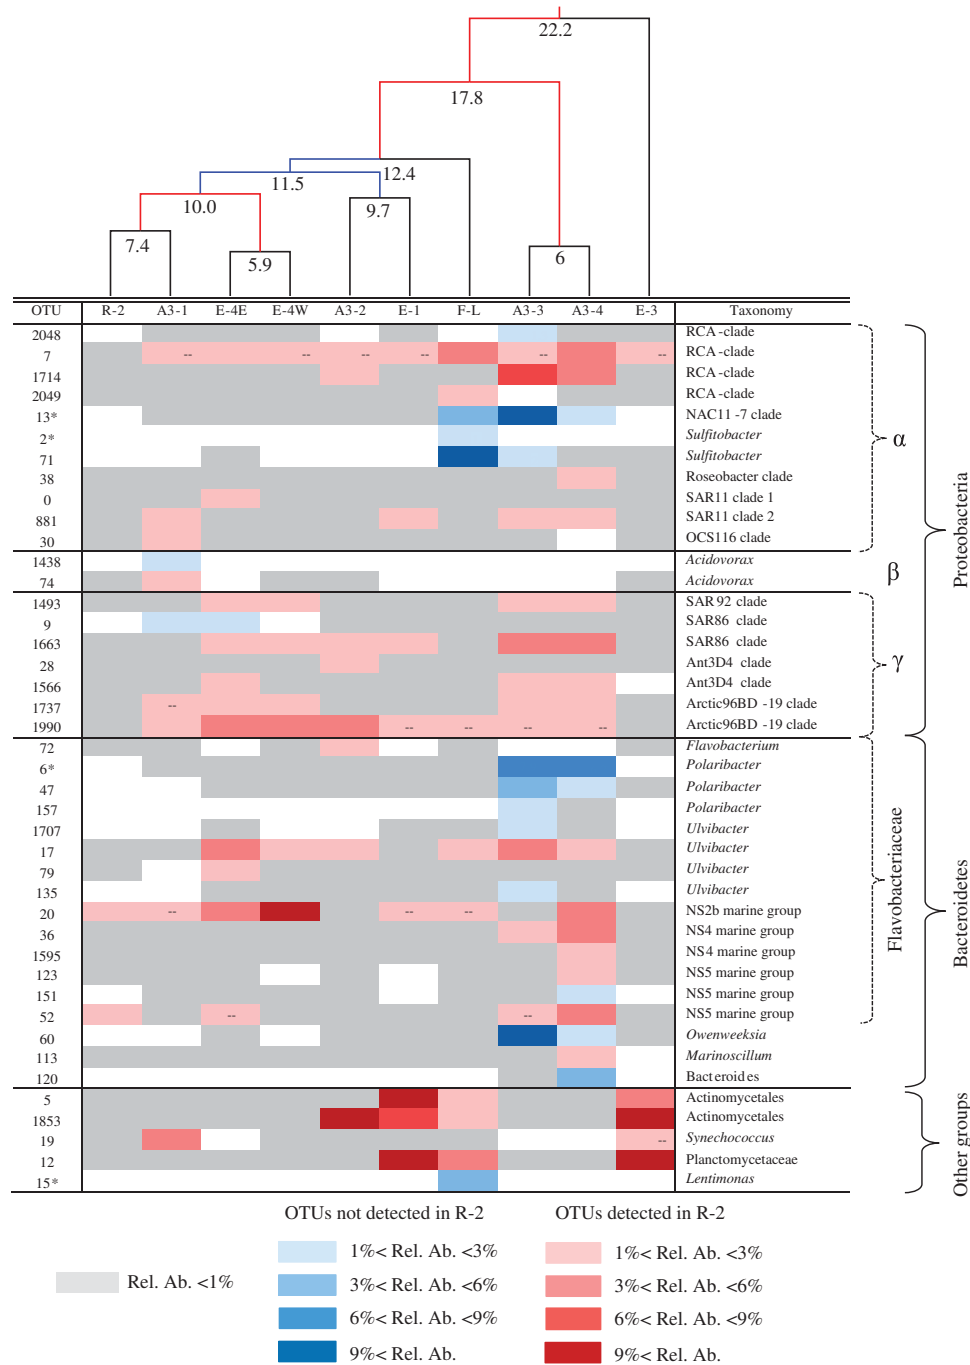 22.2
17.8
12.4
11.5
10.0
9.7
7.4
5.9
6
OTU R-2 A3-1 E-4E E-4W A3-2 E-1 F-L A3-3 A3-4 E-3 Taxonomy
2048 RCA-clade
7 -- -- -- -- -- -- RCA-clade
1714 RCA-clade
2049 RCA-clade
13* NAC11-7 clade
2* Sulfitobacter
71 Sulfitobacter
38 Roseobacter clade
0 SAR11 clade 1
881 SAR11 clade 2
30 OCS116 clade
α
1438 Acidovorax
74 Acidovorax
β
1493 SAR92 clade
9 SAR86 clade
1663 SAR86 clade
28 Ant3D4 clade
1566 Ant3D4 clade
1737 -- Arctic96BD-19 clade
1990 -- -- -- -- Arctic96BD-19 clade
γ
Proteobacteria
72 Flavobacterium
6* Polaribacter
47 Polaribacter
157 Polaribacter
1707 Ulvibacter
17 Ulvibacter
79 Ulvibacter
135 Ulvibacter
20 -- -- -- NS2b marine group
36 NS4 marine group
1595 NS4 marine group
123 NS5 marine group
151 NS5 marine group
52 -- -- NS5 marine group
Flavobacteriaceae
60 Owenweeksia
113 Marinoscillum
120 Bacteroides
Bacteroidetes
5 Actinomycetales
1853 Actinomycetales
19 -- Synechococcus
12 Planctomycetaceae
15* Lentimonas
Other groups
OTUs not detected in R-2 OTUs detected in R-2
Rel. Ab. <1%
1%< Rel. Ab. <3% 1%< Rel. Ab. <3%
3%< Rel. Ab. <6% 3%< Rel. Ab. <6%
6%< Rel. Ab. <9% 6%< Rel. Ab. <9%
9%< Rel. Ab. 9%< Rel. Ab.